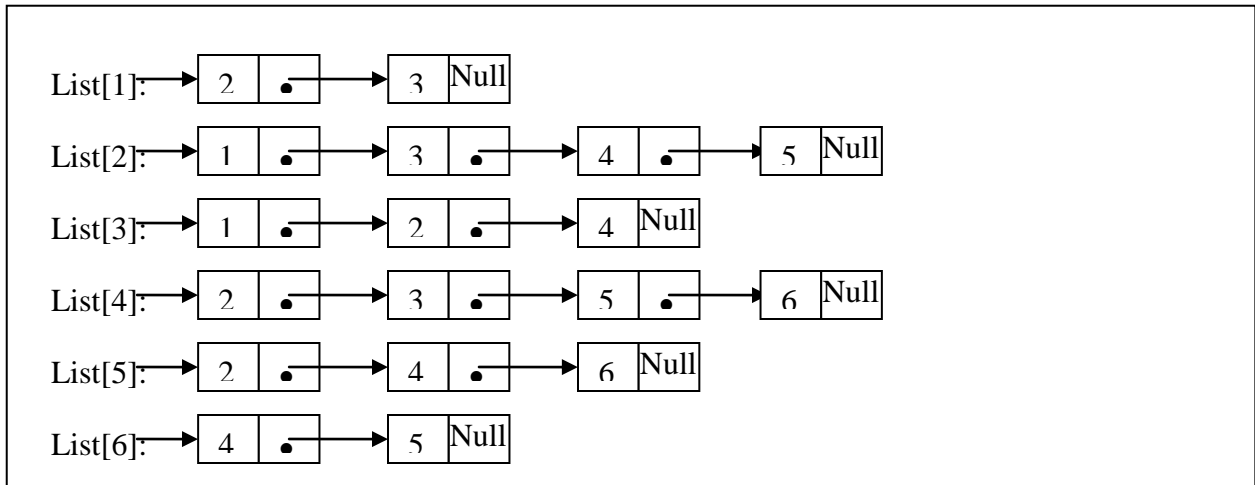 List[1]: 2 3 Null
List[2]: 1 3 4 5 Null
List[3]: 1 2 4 Null
List[4]: 2 3 5 6 Null
List[5]: 2 4 6 Null
List[6]: 4 5 Null